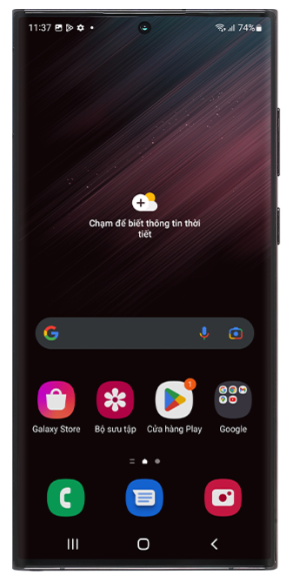 11:37
74%
Chạm để biết thông tin thời
tiết
Galaxy Store
Bộ sưu tập
Cửa hàng Play
1
Google